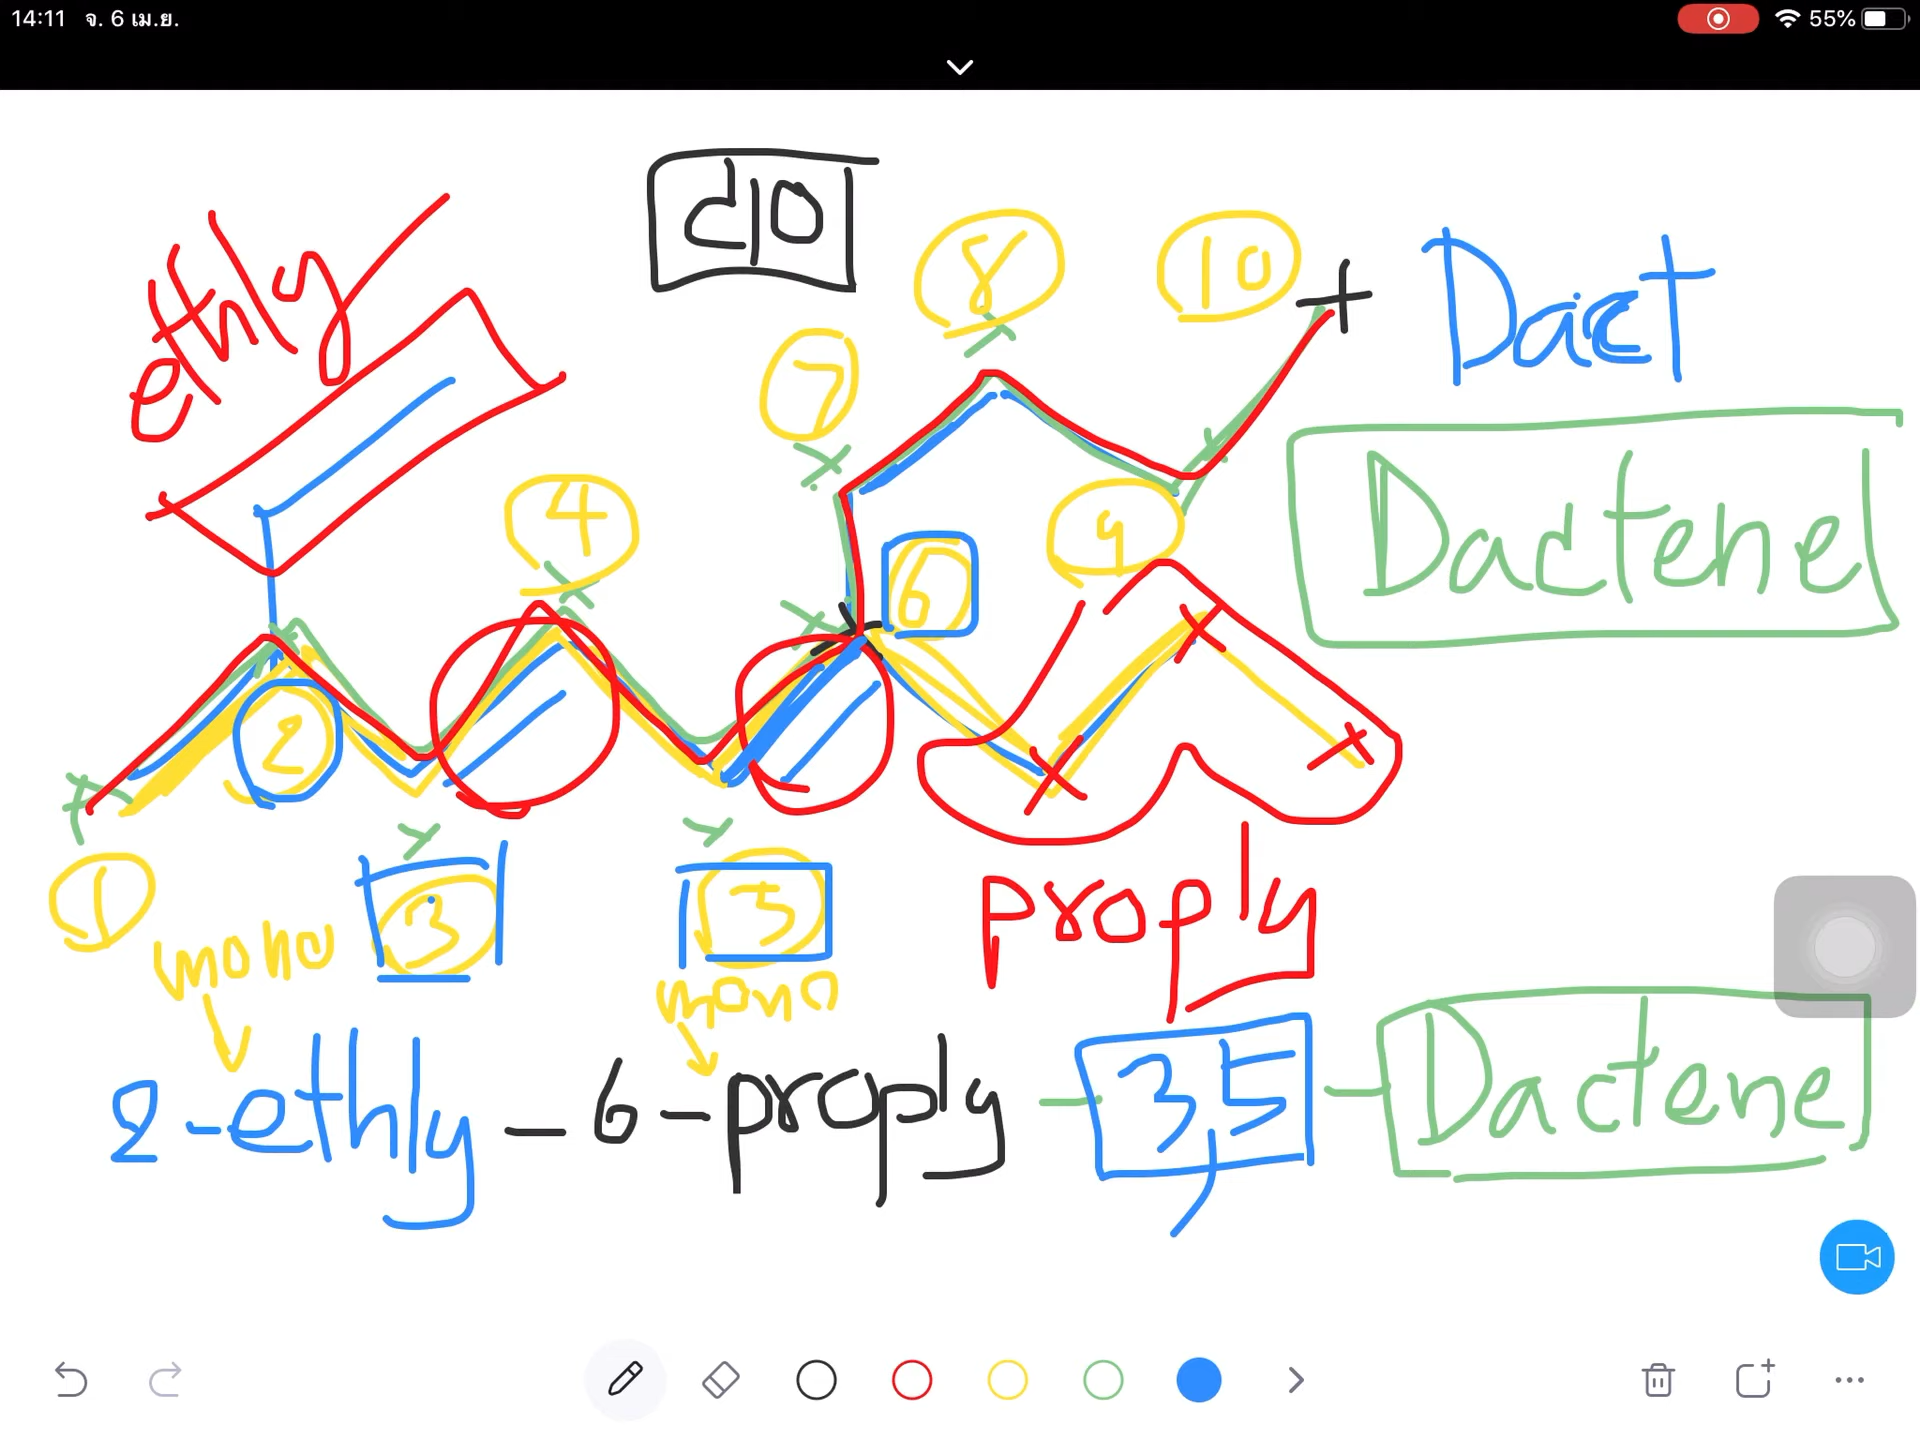 14:11 จ. 6 เม.ย. 55%
d10
ethly
8
10
Dact
7
4
9
Dactene
6
2
1
3
5
mono
mono
proply
2-ethly-6-proply-3,5-Dactene